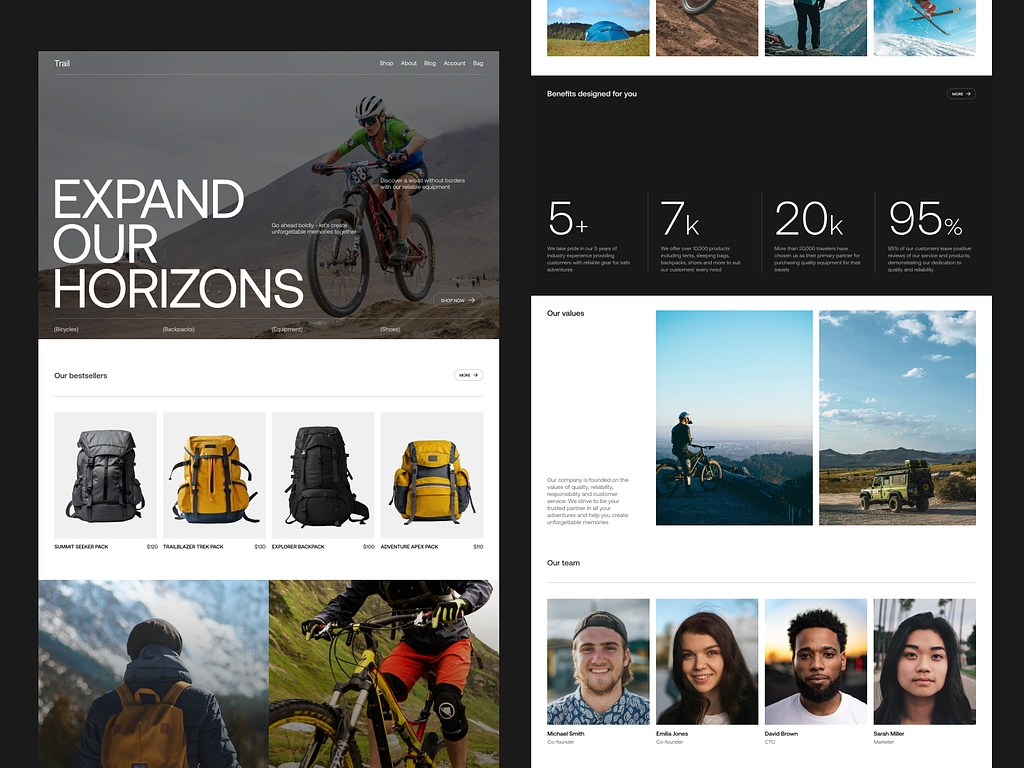 Trail
Shop About Blog Account Bag
Discover a world without borders
with our reliable equipment
EXPAND
OUR
HORIZONS
Go ahead boldly - let's create
unforgettable memories together
SHOP NOW
(Bicycles) (Backpacks) (Equipment) (Shoes)
Our bestsellers
MORE
SUMMIT SEEKER PACK $120
TRAILBLAZER TREK PACK $130
EXPLORER BACKPACK $100
ADVENTURE APEX PACK $110
Benefits designed for you
MORE
5+
We take pride in our 5 years of
industry experience providing
customers with reliable gear for safe
adventures
7k
We offer over 10,000 products
including tents, sleeping bags,
backpacks, shoes and more to suit
our customers' every need
20k
More than 20,000 travelers have
chosen us as their primary partner for
purchasing quality equipment for their
travels
95%
95% of our customers leave positive
reviews of our service and products,
demonstrating our dedication to
quality and reliability
Our values
Our company is founded on the
values of quality, reliability,
responsibility and customer
service. We strive to be your
trusted partner in all your
adventures and help you create
unforgettable memories
Our team
Michael Smith
Co-founder
Emilia Jones
Co-founder
David Brown
CTO
Sarah Miller
Marketer